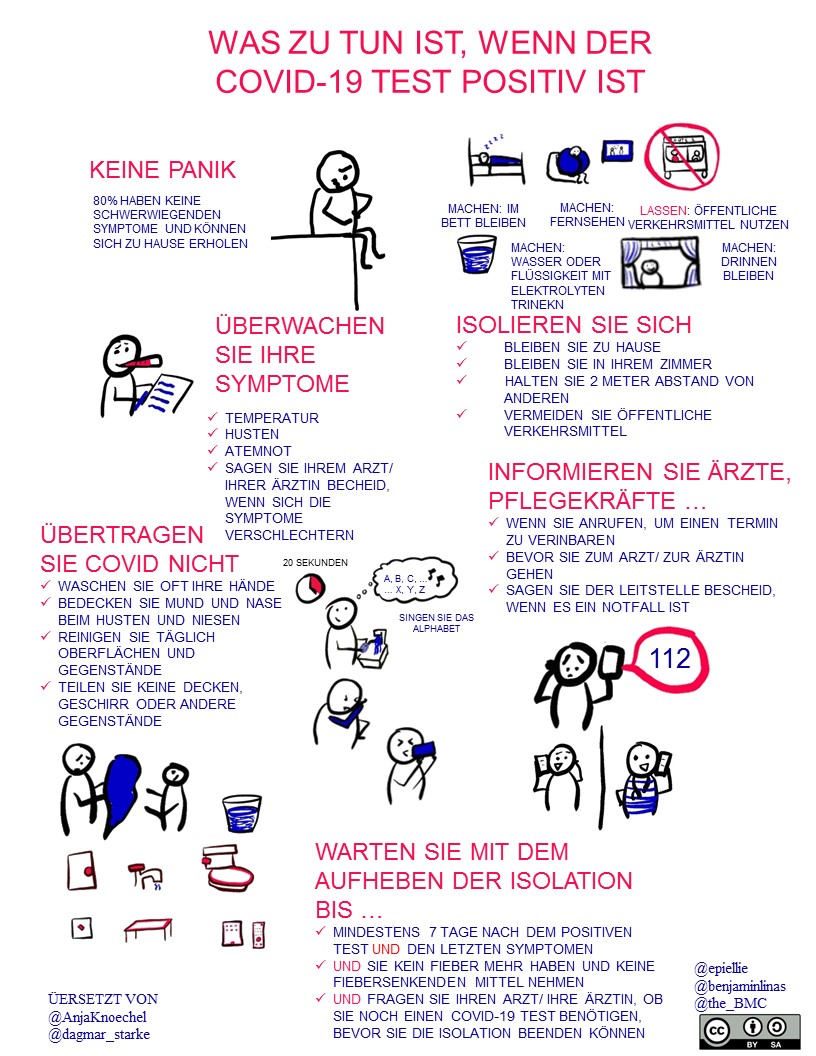 WAS ZU TUN IST, WENN DER
COVID-19 TEST POSITIV IST
KEINE PANIK
80% HABEN KEINE
SCHWERWIEGENDEN
SYMPTOME UND KÖNNEN
SICH ZU HAUSE ERHOLEN
zzzz
MACHEN: IM
BETT BLEIBEN
MACHEN:
FERNSEHEN
LASSEN: ÖFFENTLICHE
VERKEHRSMITTEL NUTZEN
MACHEN:
WASSER ODER
FLÜSSIGKEIT MIT
ELEKTROLYTEN
TRINEKN
MACHEN:
DRINNEN
BLEIBEN
ÜBERWACHEN
SIE IHRE
SYMPTOME
✓ TEMPERATUR
✓ HUSTEN
✓ ATEMNOT
✓ SAGEN SIE IHREM ARZT/
IHRER ÄRZTIN BECHEID,
WENN SICH DIE
SYMPTOME
VERSCHLECHTERN
ISOLIEREN SIE SICH
✓ BLEIBEN SIE ZU HAUSE
✓ BLEIBEN SIE IN IHREM ZIMMER
✓ HALTEN SIE 2 METER ABSTAND VON
ANDEREN
✓ VERMEIDEN SIE ÖFFENTLICHE
VERKEHRSMITTEL
INFORMIEREN SIE ÄRZTE,
PFLEGEKRÄFTE ...
✓ WENN SIE ANRUFEN, UM EINEN TERMIN
ZU VERINBAREN
✓ BEVOR SIE ZUM ARZT/ ZUR ÄRZTIN
GEHEN
✓ SAGEN SIE DER LEITSTELLE BESCHEID,
WENN ES EIN NOTFALL IST
112
ÜBERTRAGEN
SIE COVID NICHT
✓ WASCHEN SIE OFT IHRE HÄNDE
✓ BEDECKEN SIE MUND UND NASE
BEIM HUSTEN UND NIESEN
✓ REINIGEN SIE TÄGLICH
OBERFLÄCHEN UND
GEGENSTÄNDE
✓ TEILEN SIE KEINE DECKEN,
GESCHIRR ODER ANDERE
GEGENSTÄNDE
20 SEKUNDEN
A, B, C, ...
... X, Y, Z
SINGEN SIE DAS
ALPHABET
WARTEN SIE MIT DEM
AUFHEBEN DER ISOLATION
BIS ...
✓ MINDESTENS 7 TAGE NACH DEM POSITIVEN
TEST UND DEN LETZTEN SYMPTOMEN
✓ UND SIE KEIN FIEBER MEHR HABEN UND KEINE
FIEBERSENKENDEN MITTEL NEHMEN
✓ UND FRAGEN SIE IHREN ARZT/ IHRE ÄRZTIN, OB
SIE NOCH EINEN COVID-19 TEST BENÖTIGEN,
BEVOR SIE DIE ISOLATION BEENDEN KÖNNEN
ÜERSETZT VON
@AnjaKnoechel
@dagmar_starke
@epiellie
@benjaminlinas
@the_BMC
cc
BY SA